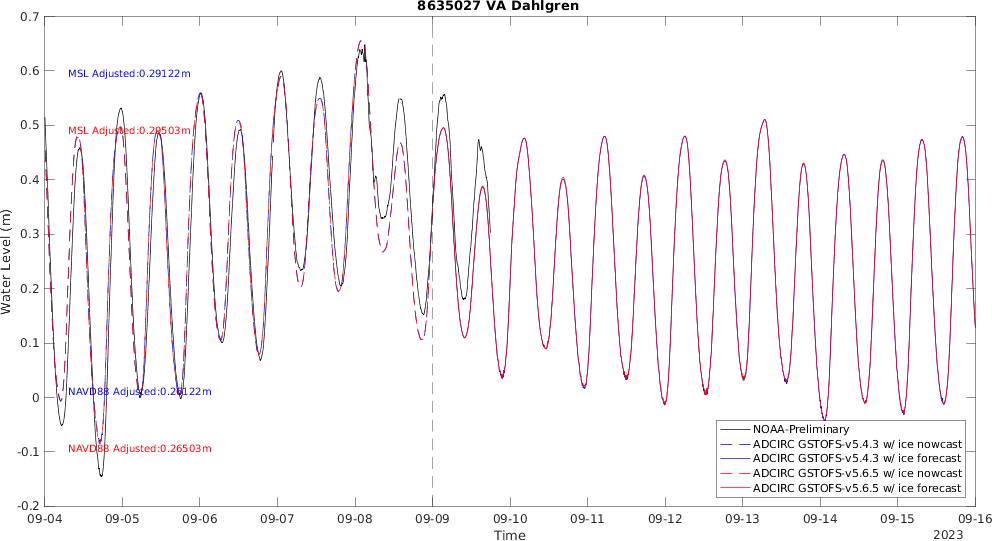 8635027 VA Dahlgren
0.7
0.6
0.5
0.4
0.3
0.2
0.1
0
-0.1
-0.2
Water Level (m)
MSL Adjusted:0.29122m
MSL Adjusted:0.29503m
NAVD88 Adjusted:0.26122m
NAVD88 Adjusted:0.26503m
NOAA-Preliminary
ADCIRC GSTOFS-v5.4.3 w/ ice nowcast
ADCIRC GSTOFS-v5.4.3 w/ ice forecast
ADCIRC GSTOFS-v5.6.5 w/ ice nowcast
ADCIRC GSTOFS-v5.6.5 w/ ice forecast
09-04 09-05 09-06 09-07 09-08 09-09 09-10 09-11 09-12 09-13 09-14 09-15 09-16
Time
2023